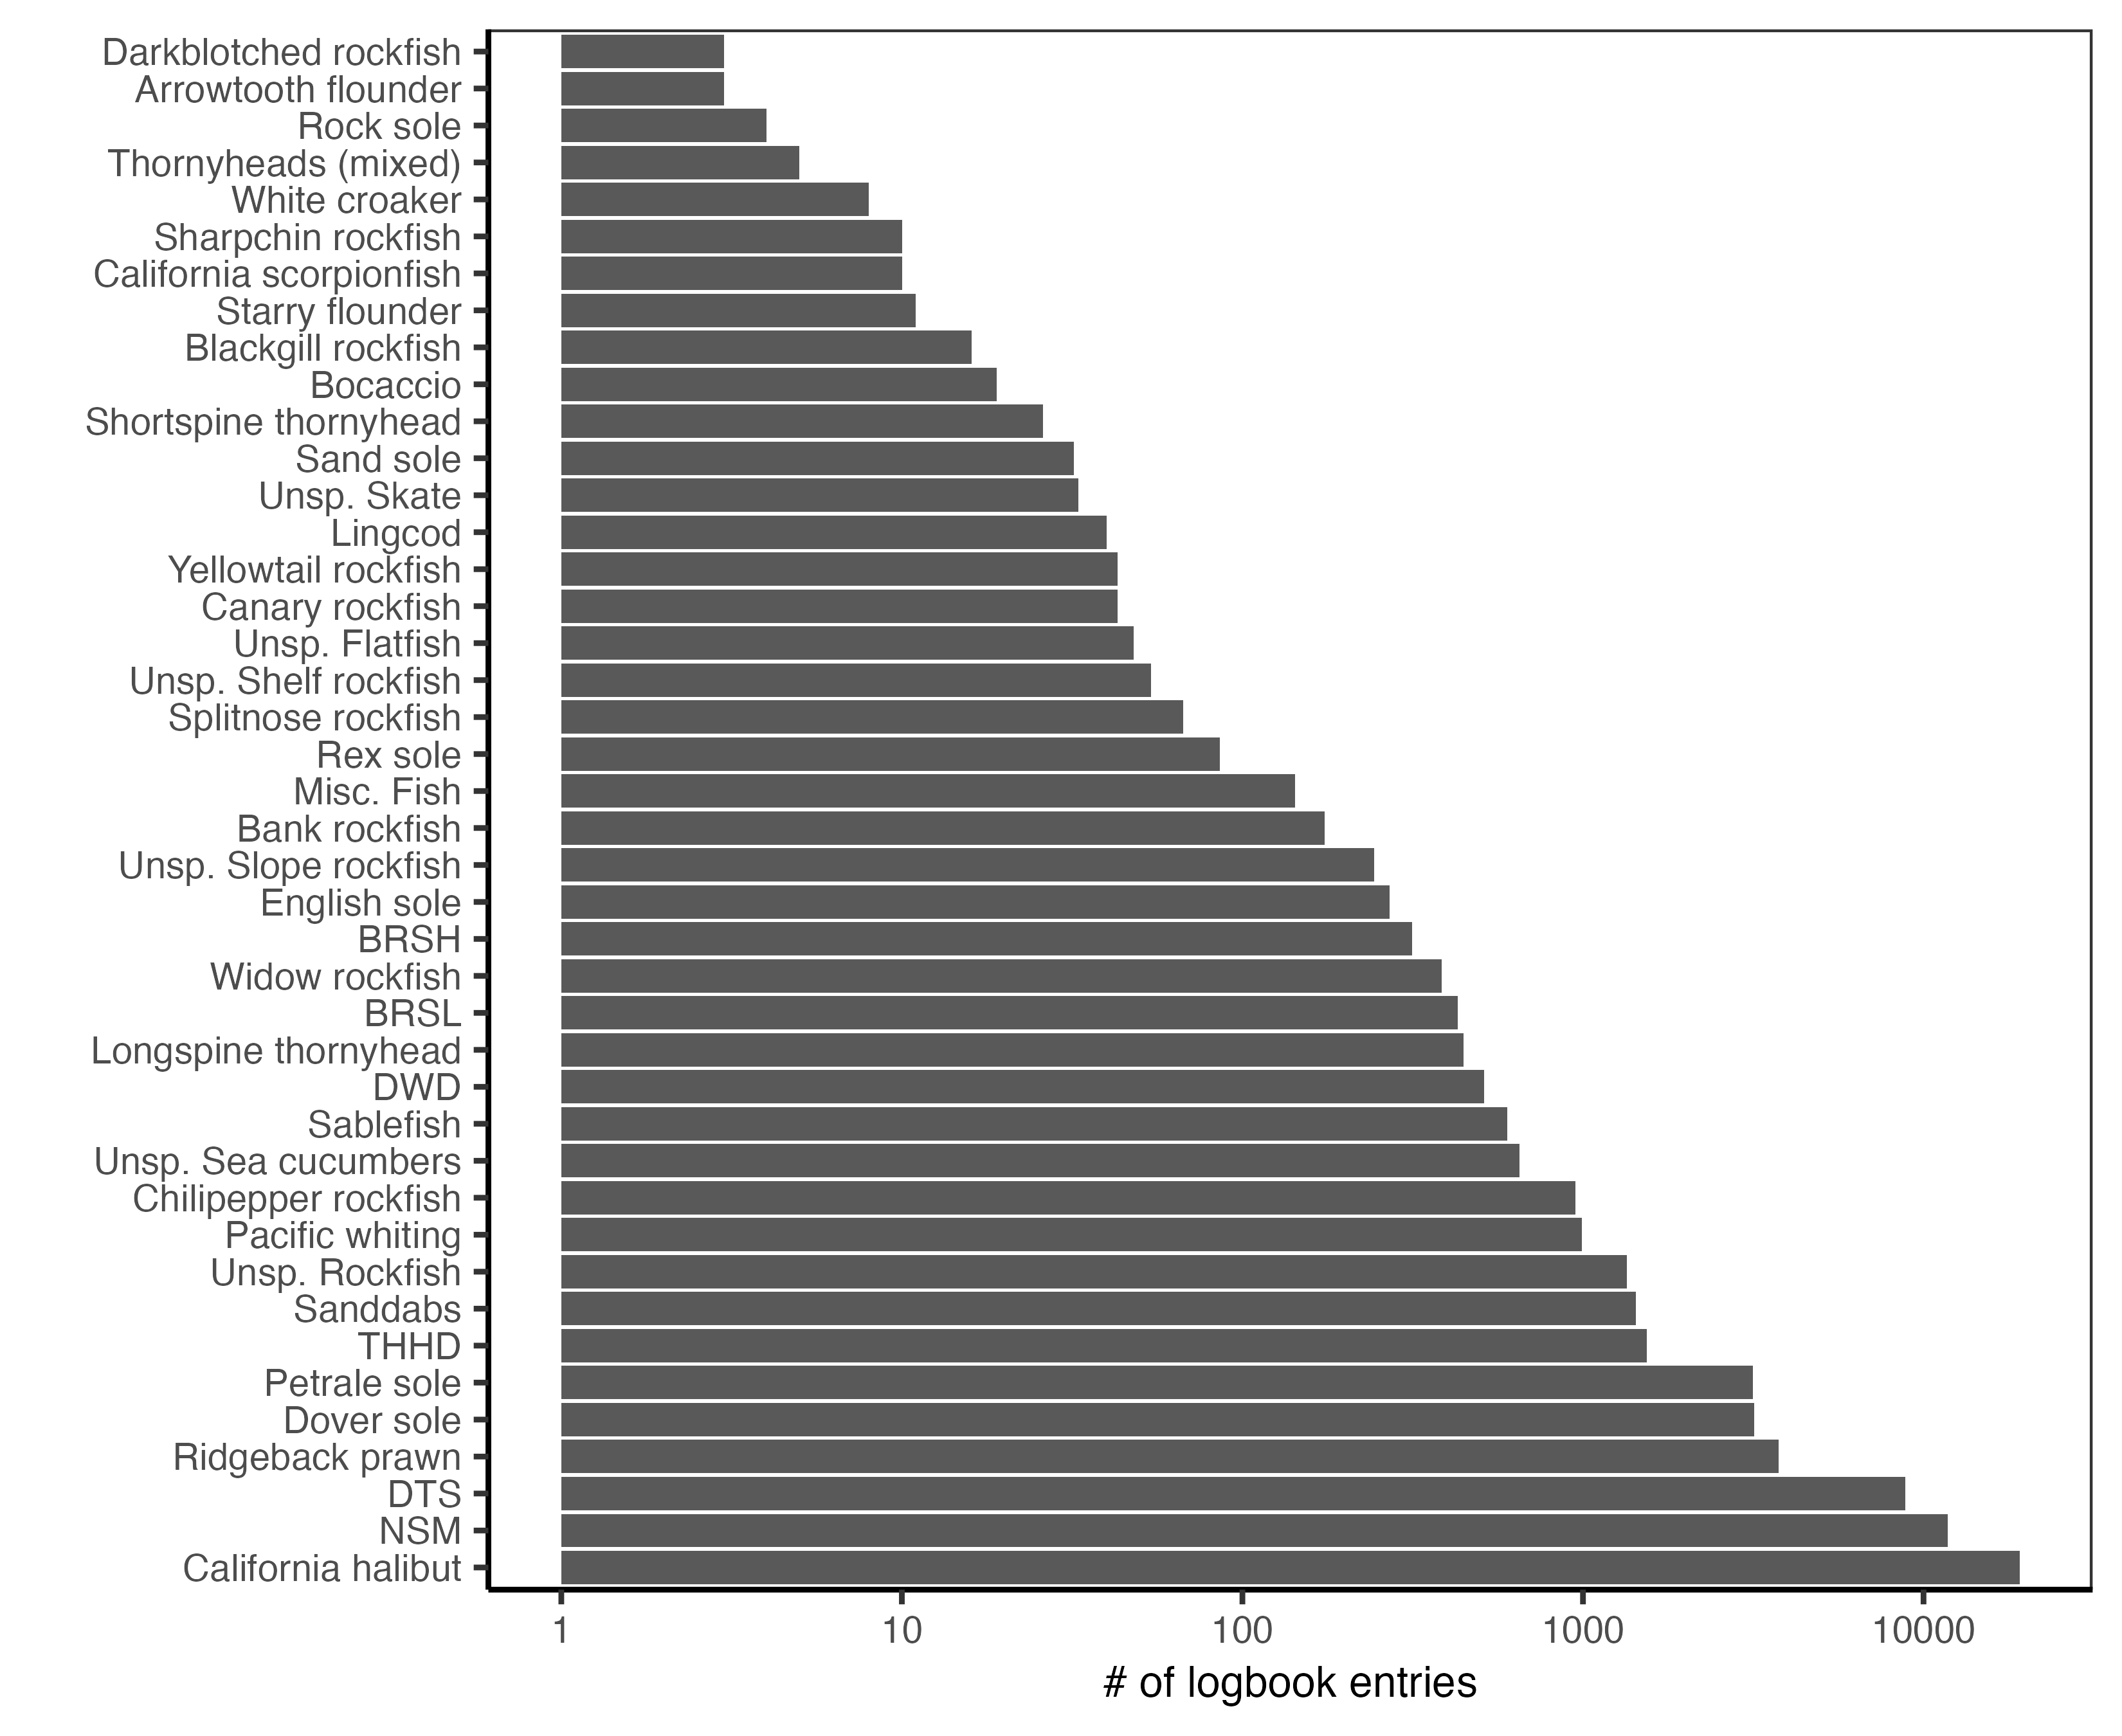 Darkblotched rockfish
Arrowtooth flounder
Rock sole
Thornyheads (mixed)
White croaker
Sharpchin rockfish
California scorpionfish
Starry flounder
Blackgill rockfish
Bocaccio
Shortspine thornyhead
Sand sole
Unsp. Skate
Lingcod
Yellowtail rockfish
Canary rockfish
Unsp. Flatfish
Unsp. Shelf rockfish
Splitnose rockfish
Rex sole
Misc. Fish
Bank rockfish
Unsp. Slope rockfish
English sole
BRSH
Widow rockfish
BRSL
Longspine thornyhead
DWD
Sablefish
Unsp. Sea cucumbers
Chilipepper rockfish
Pacific whiting
Unsp. Rockfish
Sanddabs
THHD
Petrale sole
Dover sole
Ridgeback prawn
DTS
NSM
California halibut
1 10 100 1000 10000
# of logbook entries